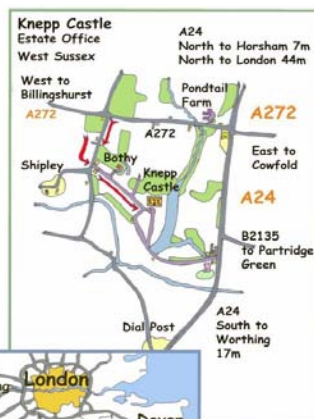 Knepp Castle
Estate Office
West Sussex
A24
North to Horsham 7m
North to London 44m
West to
Billingshurst
Pondtail
Farm
A272
A272
A272
East to
Cowfold
Shipley
Bothy
Knepp
Castle
A24
B2135
to Partridge
Green
Dial Post
A24
South to
Worthing
17m
London